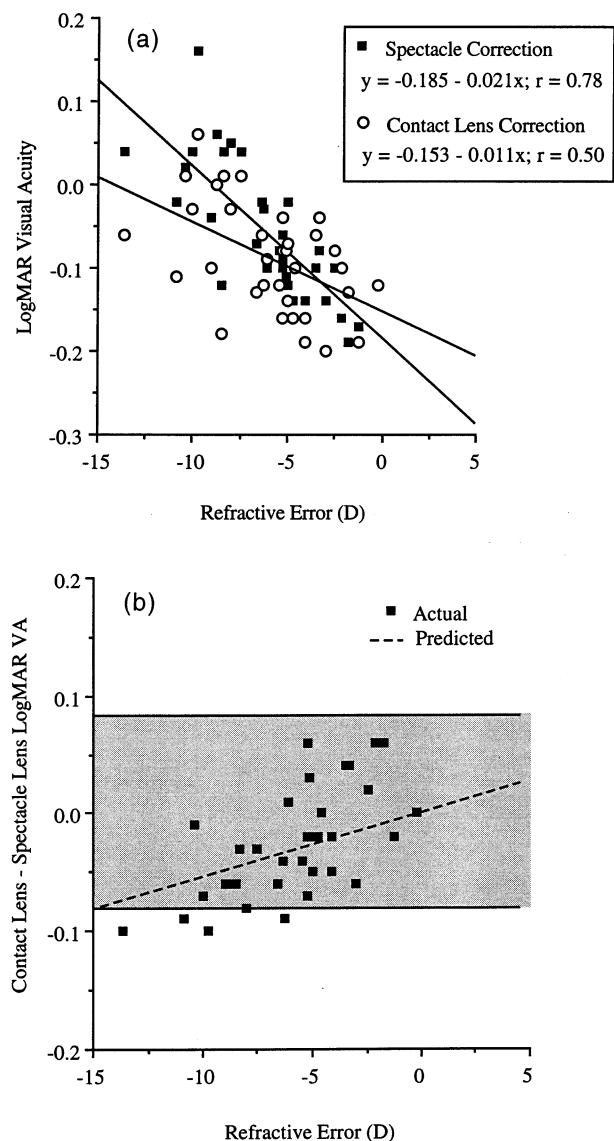 0.2
(a)
Spectacle Correction
y = -0.185 - 0.021x; r = 0.78
Contact Lens Correction
y = -0.153 - 0.011x; r = 0.50
0.1
0.0
-0.1
-0.2
-0.3
LogMAR Visual Acuity
-15 -10 -5 0 5
Refractive Error (D)
0.2
(b)
Actual
Predicted
0.1
0.0
-0.1
-0.2
Contact Lens - Spectacle Lens LogMAR VA
-15 -10 -5 0 5
Refractive Error (D)